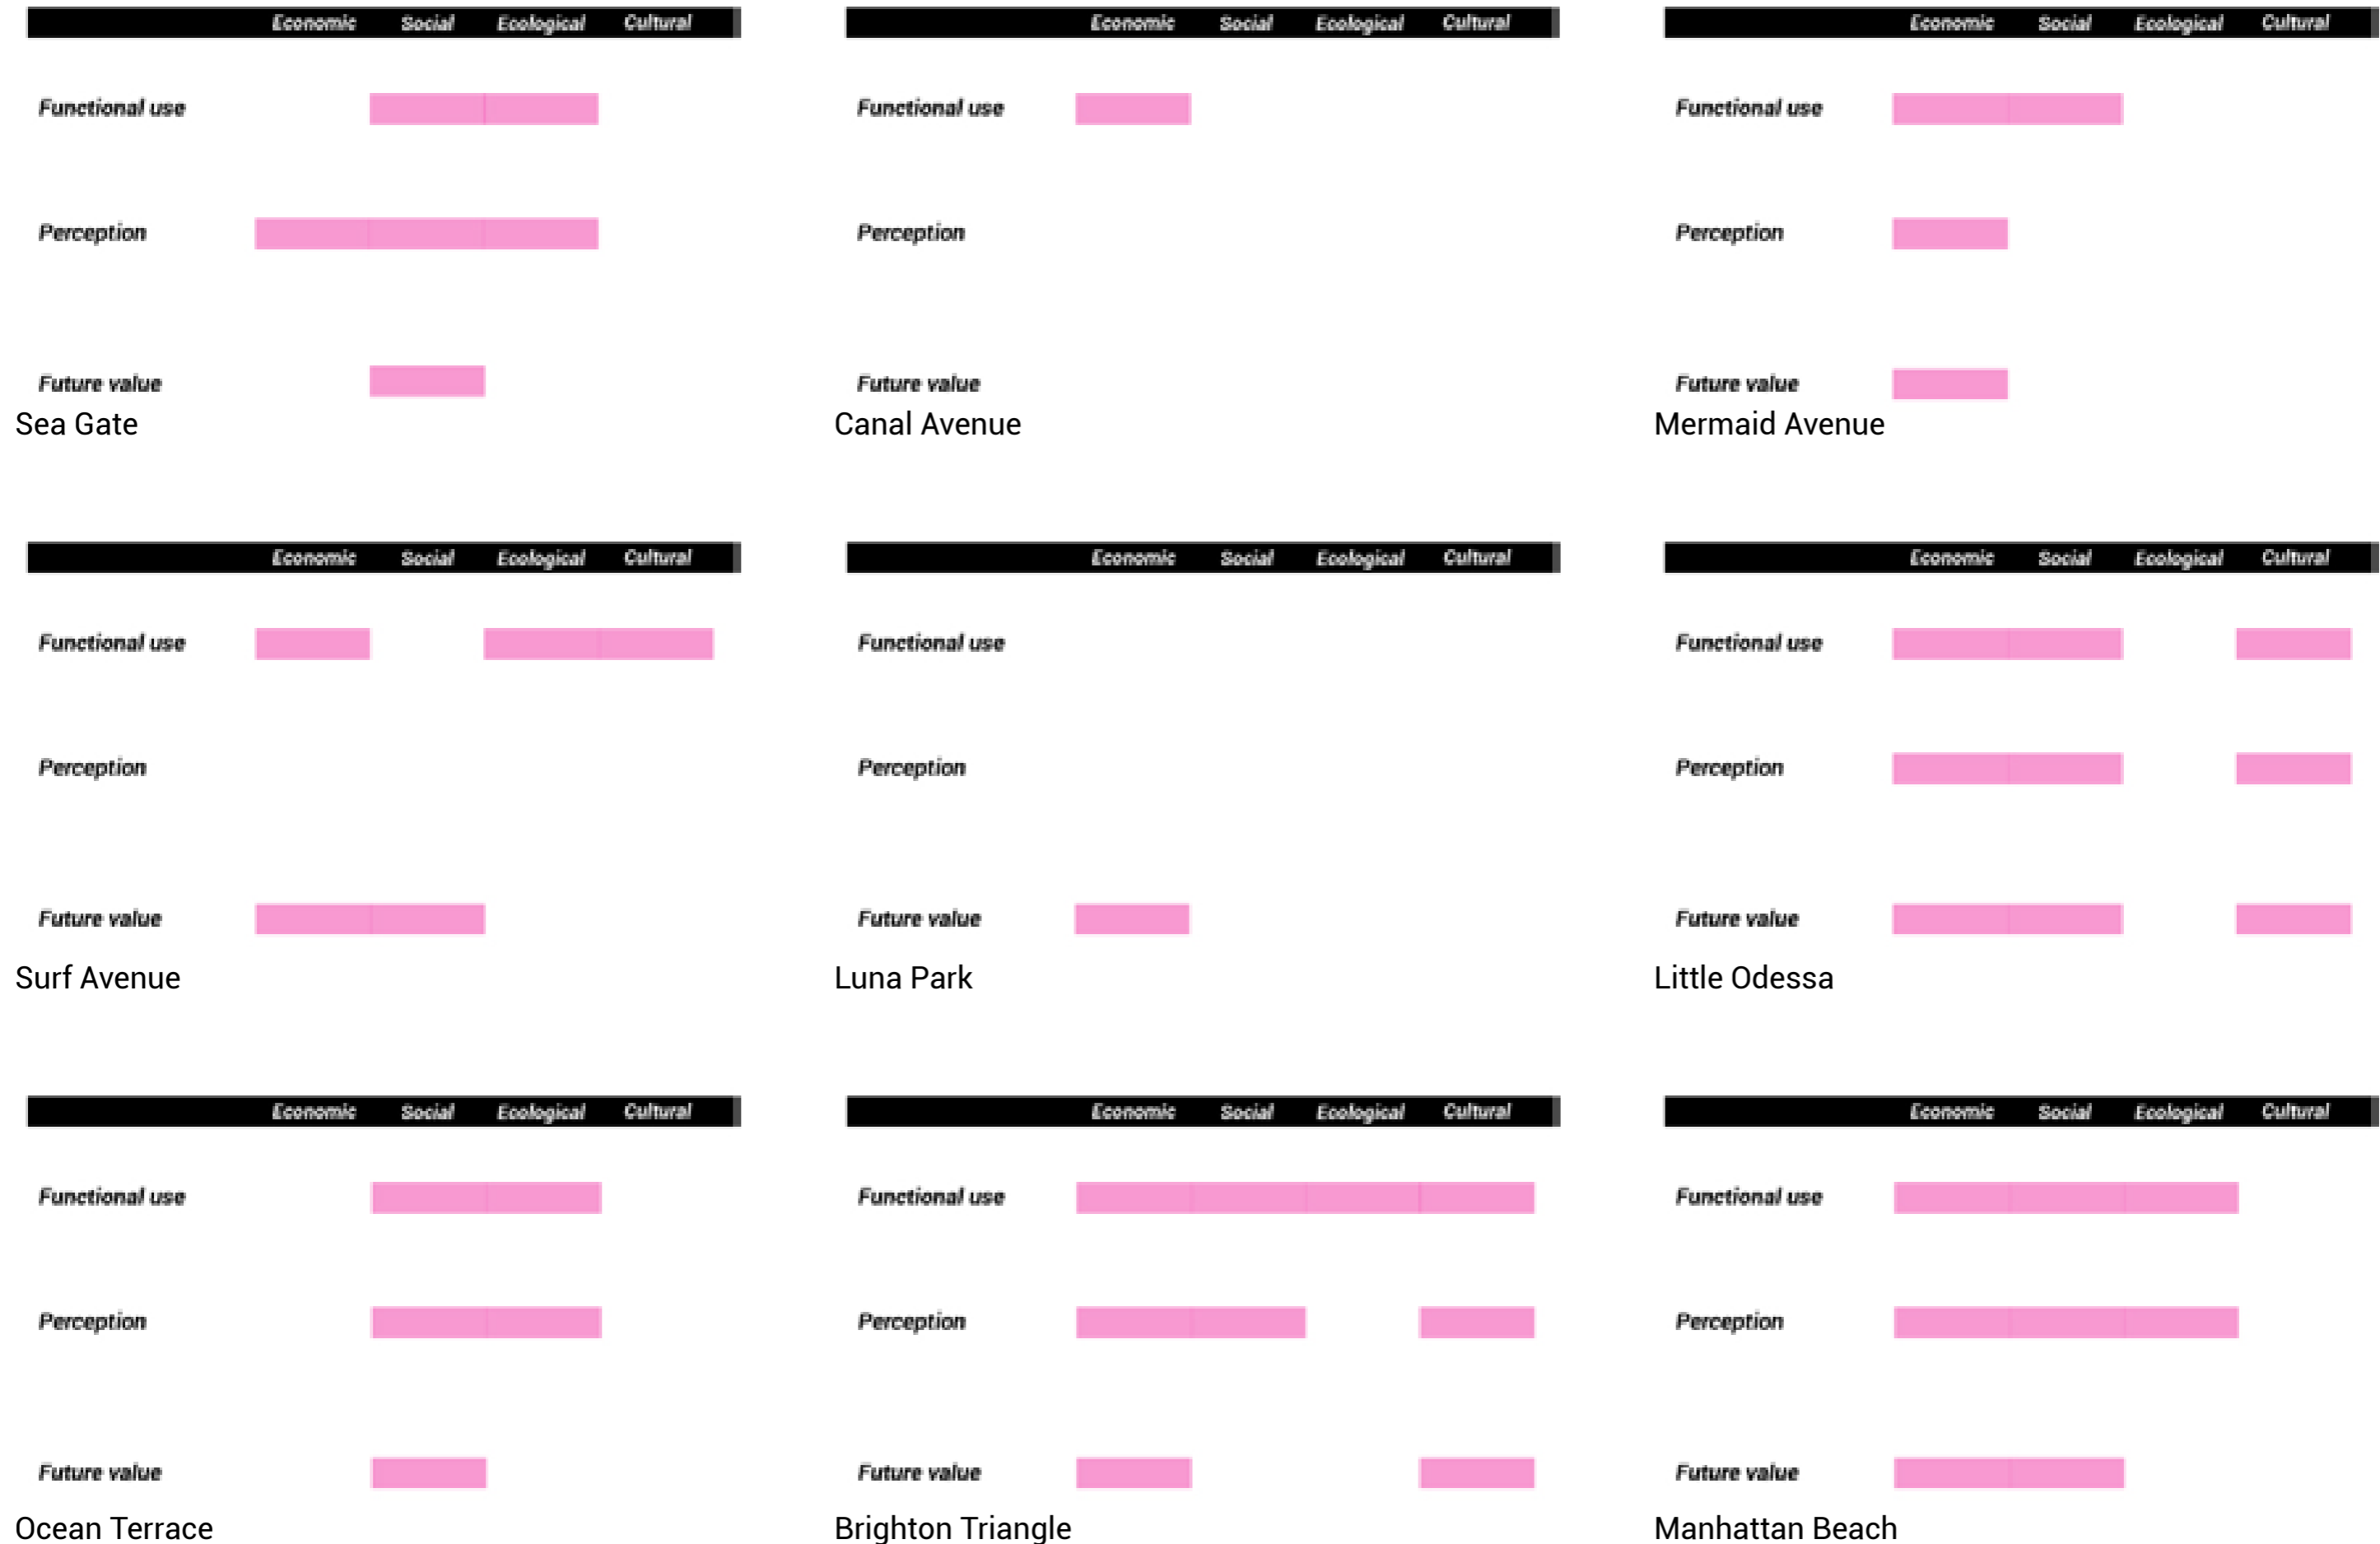 Economic Social Ecological Cultural
Functional use
Perception
Future value
Sea Gate
Economic Social Ecological Cultural
Functional use
Perception
Future value
Canal Avenue
Economic Social Ecological Cultural
Functional use
Perception
Future value
Mermaid Avenue
Economic Social Ecological Cultural
Functional use
Perception
Future value
Surf Avenue
Economic Social Ecological Cultural
Functional use
Perception
Future value
Luna Park
Economic Social Ecological Cultural
Functional use
Perception
Future value
Little Odessa
Economic Social Ecological Cultural
Functional use
Perception
Future value
Ocean Terrace
Economic Social Ecological Cultural
Functional use
Perception
Future value
Brighton Triangle
Economic Social Ecological Cultural
Functional use
Perception
Future value
Manhattan Beach